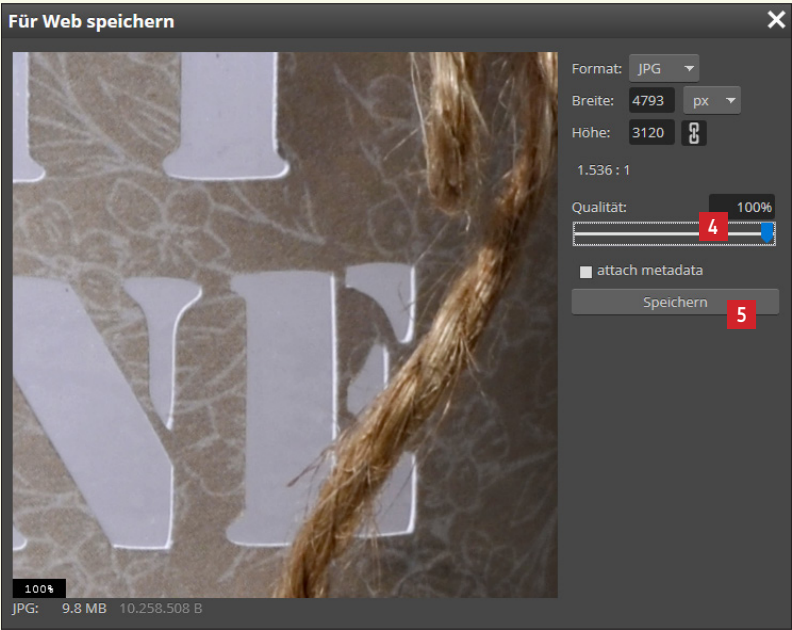 Für Web speichern
Format: JPG
Breite: 4793 px
Höhe: 3120
1.536 : 1
Qualität: 100%
4
attach metadata
Speichern
5
NE
100%
JPG: 9.8 MB 10.258.508 B